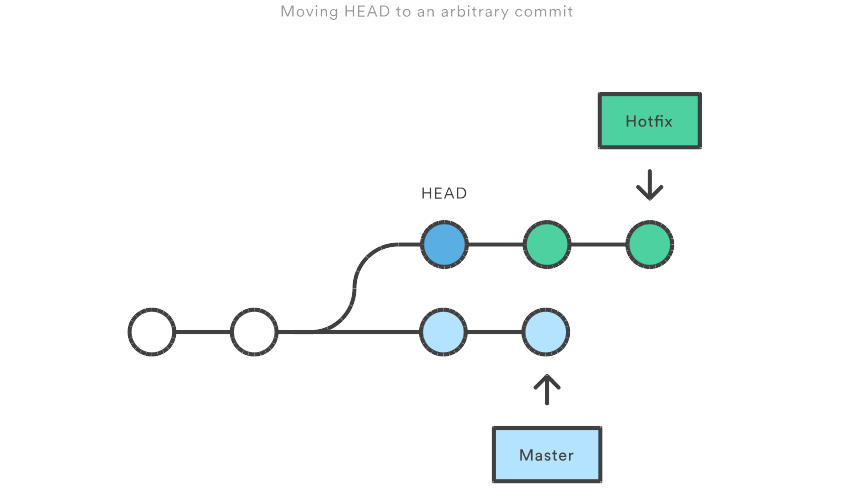 Moving HEAD to an arbitrary commit
Hotfix
HEAD
Master